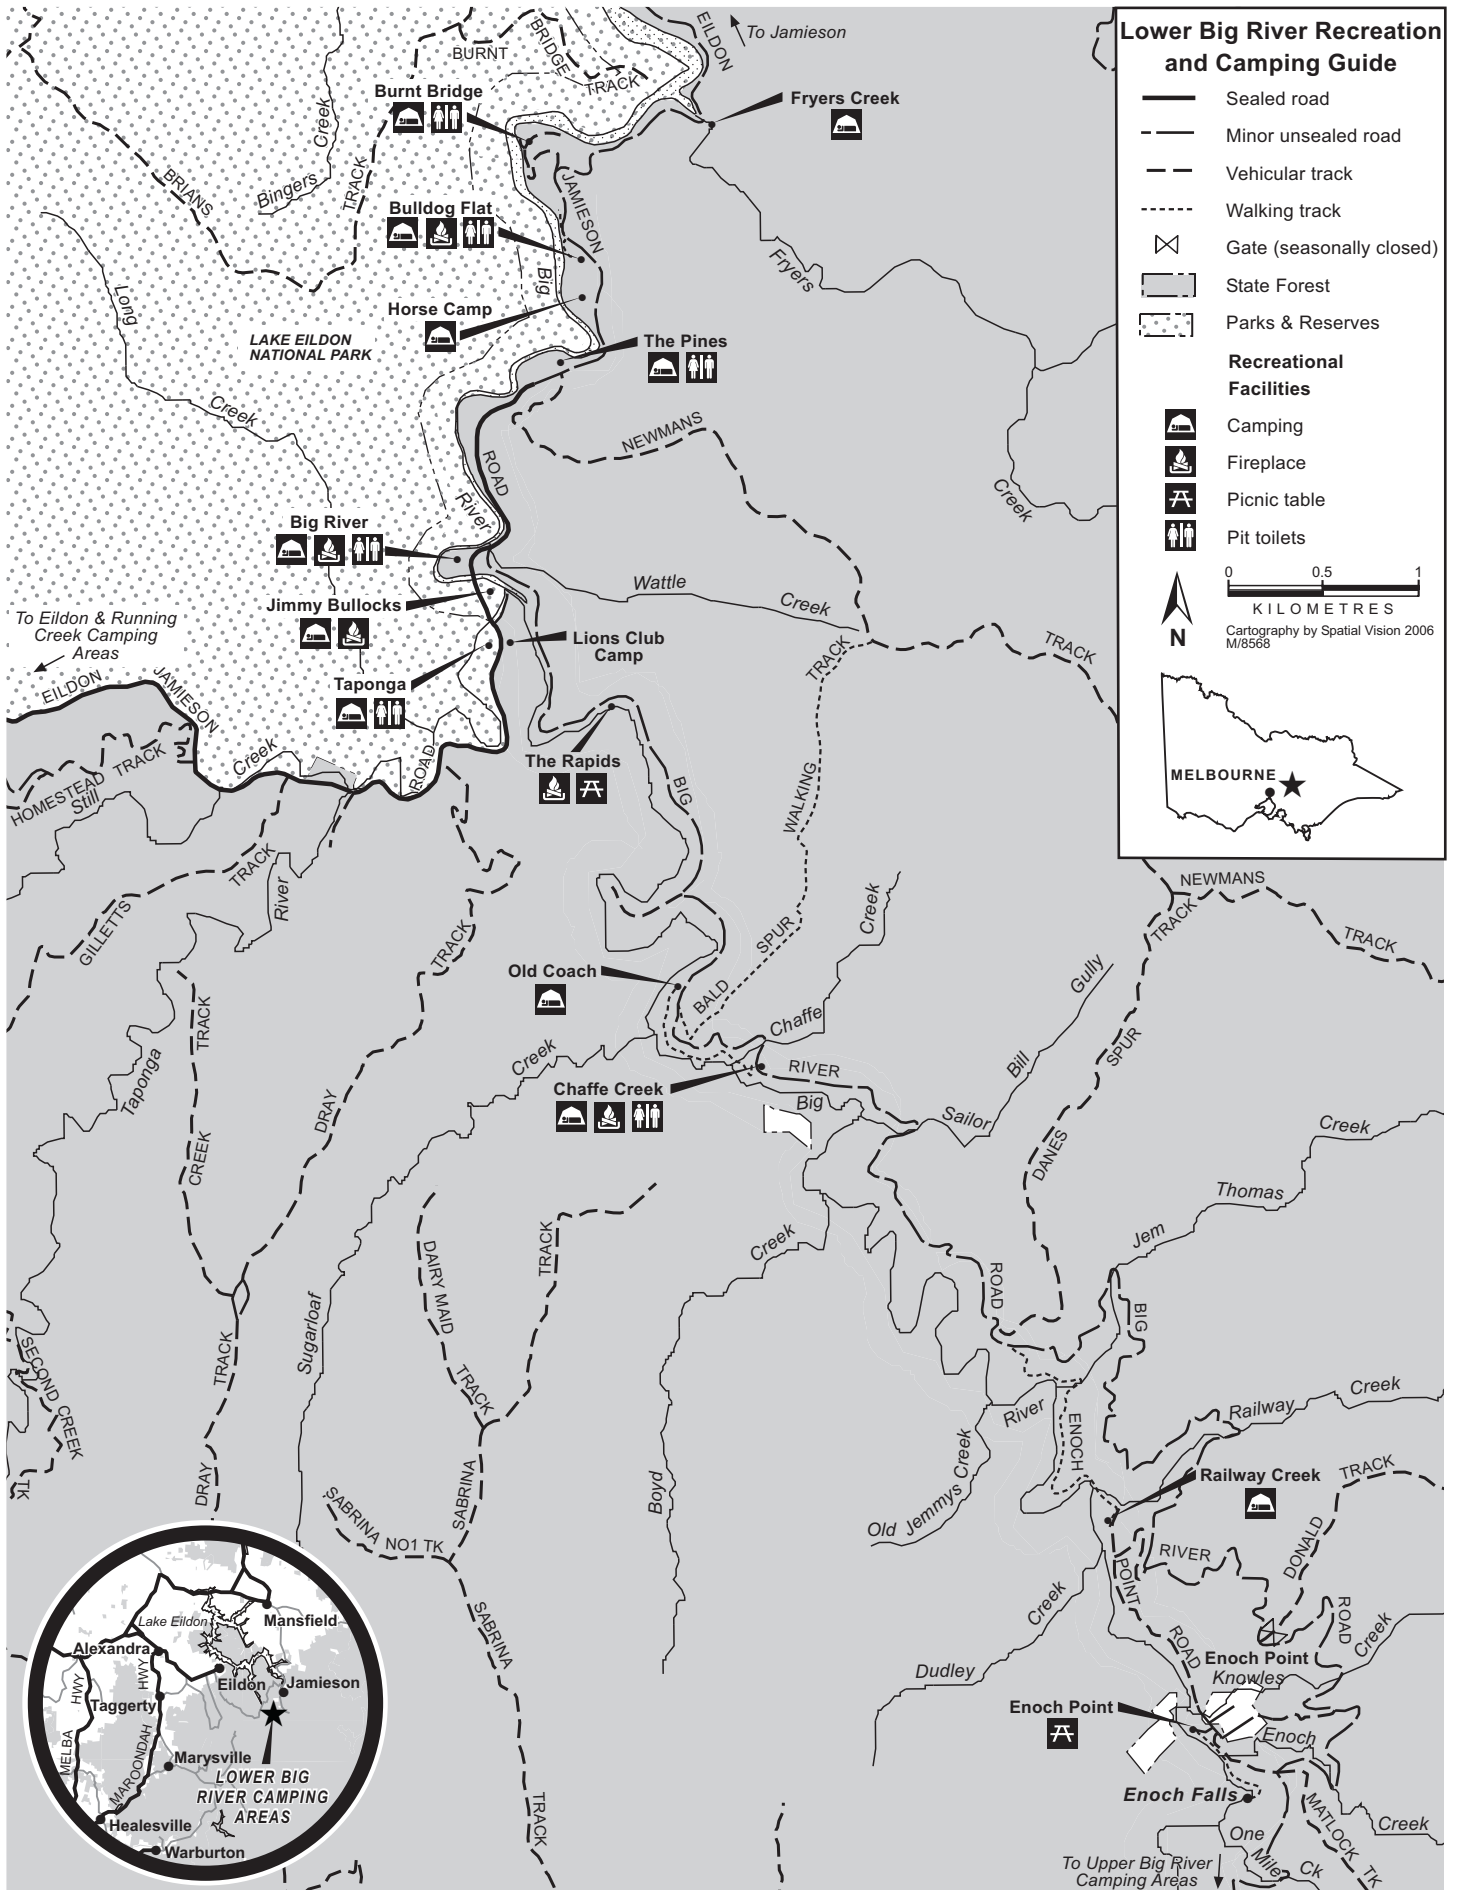 Lower Big River Recreation
and Camping Guide
Sealed road
Minor unsealed road
Vehicular track
Walking track
Gate (seasonally closed)
State Forest
Parks & Reserves
Recreational
Facilities
Camping
Fireplace
Picnic table
Pit toilets
0 0.5 1
KILOMETRES
Cartography by Spatial Vision 2006
M/8568
N
MELBOURNE
To Jamieson
EILDON
BURNT
BRIDGE
TRACK
Burnt Bridge
Fryers Creek
Creek
Bingers
BRIANS
TRACK
JAMIESON
Bulldog Flat
Big
Fryers
Long
Horse Camp
LAKE EILDON
NATIONAL PARK
The Pines
Creek
NEWMANS
ROAD
River
Creek
Big River
Wattle
Creek
Jimmy Bullocks
To Eildon & Running
Creek Camping
Areas
Lions Club
Camp
TRACK
TRACK
EILDON
JAMIESON
Taponga
ROAD
Creek
The Rapids
HOMESTEAD TRACK
Still
BIG
WALKING
GILLETTS
TRACK
River
NEWMANS
TRACK
TRACK
TRACK
Creek
SPUR
Old Coach
BALD
Gully
TRACK
Chaffe
Creek
Taponga
RIVER
Bill
SPUR
Chaffe Creek
Big
Sailor
DRAY
CREEK
DANES
Creek
Thomas
Creek
Jem
TRACK
DAIRY MAID
ROAD
BIG
Sugarloaf
TRACK
SECOND CREEK
TK
TRACK
River
ENOCH
Railway
Creek
Creek
Railway Creek
TRACK
DRAY
SABRINA
SABRINA NO1 TK
Boyd
Old Jemmys
RIVER
DONALD
POINT
ROAD
Creek
ROAD
Creek
SABRINA
Enoch Point
Knowles
Dudley
Enoch Point
Enoch
Enoch Falls
MATLOCK TK
Creek
TRACK
One
Mile Ck
To Upper Big River
Camping Areas
Lake Eildon
Mansfield
Alexandra
HWY
HWY
Eildon
Jamieson
Taggerty
MELBA
MAROONDAH
Marysville
LOWER BIG
RIVER CAMPING
AREAS
Healesville
Warburton